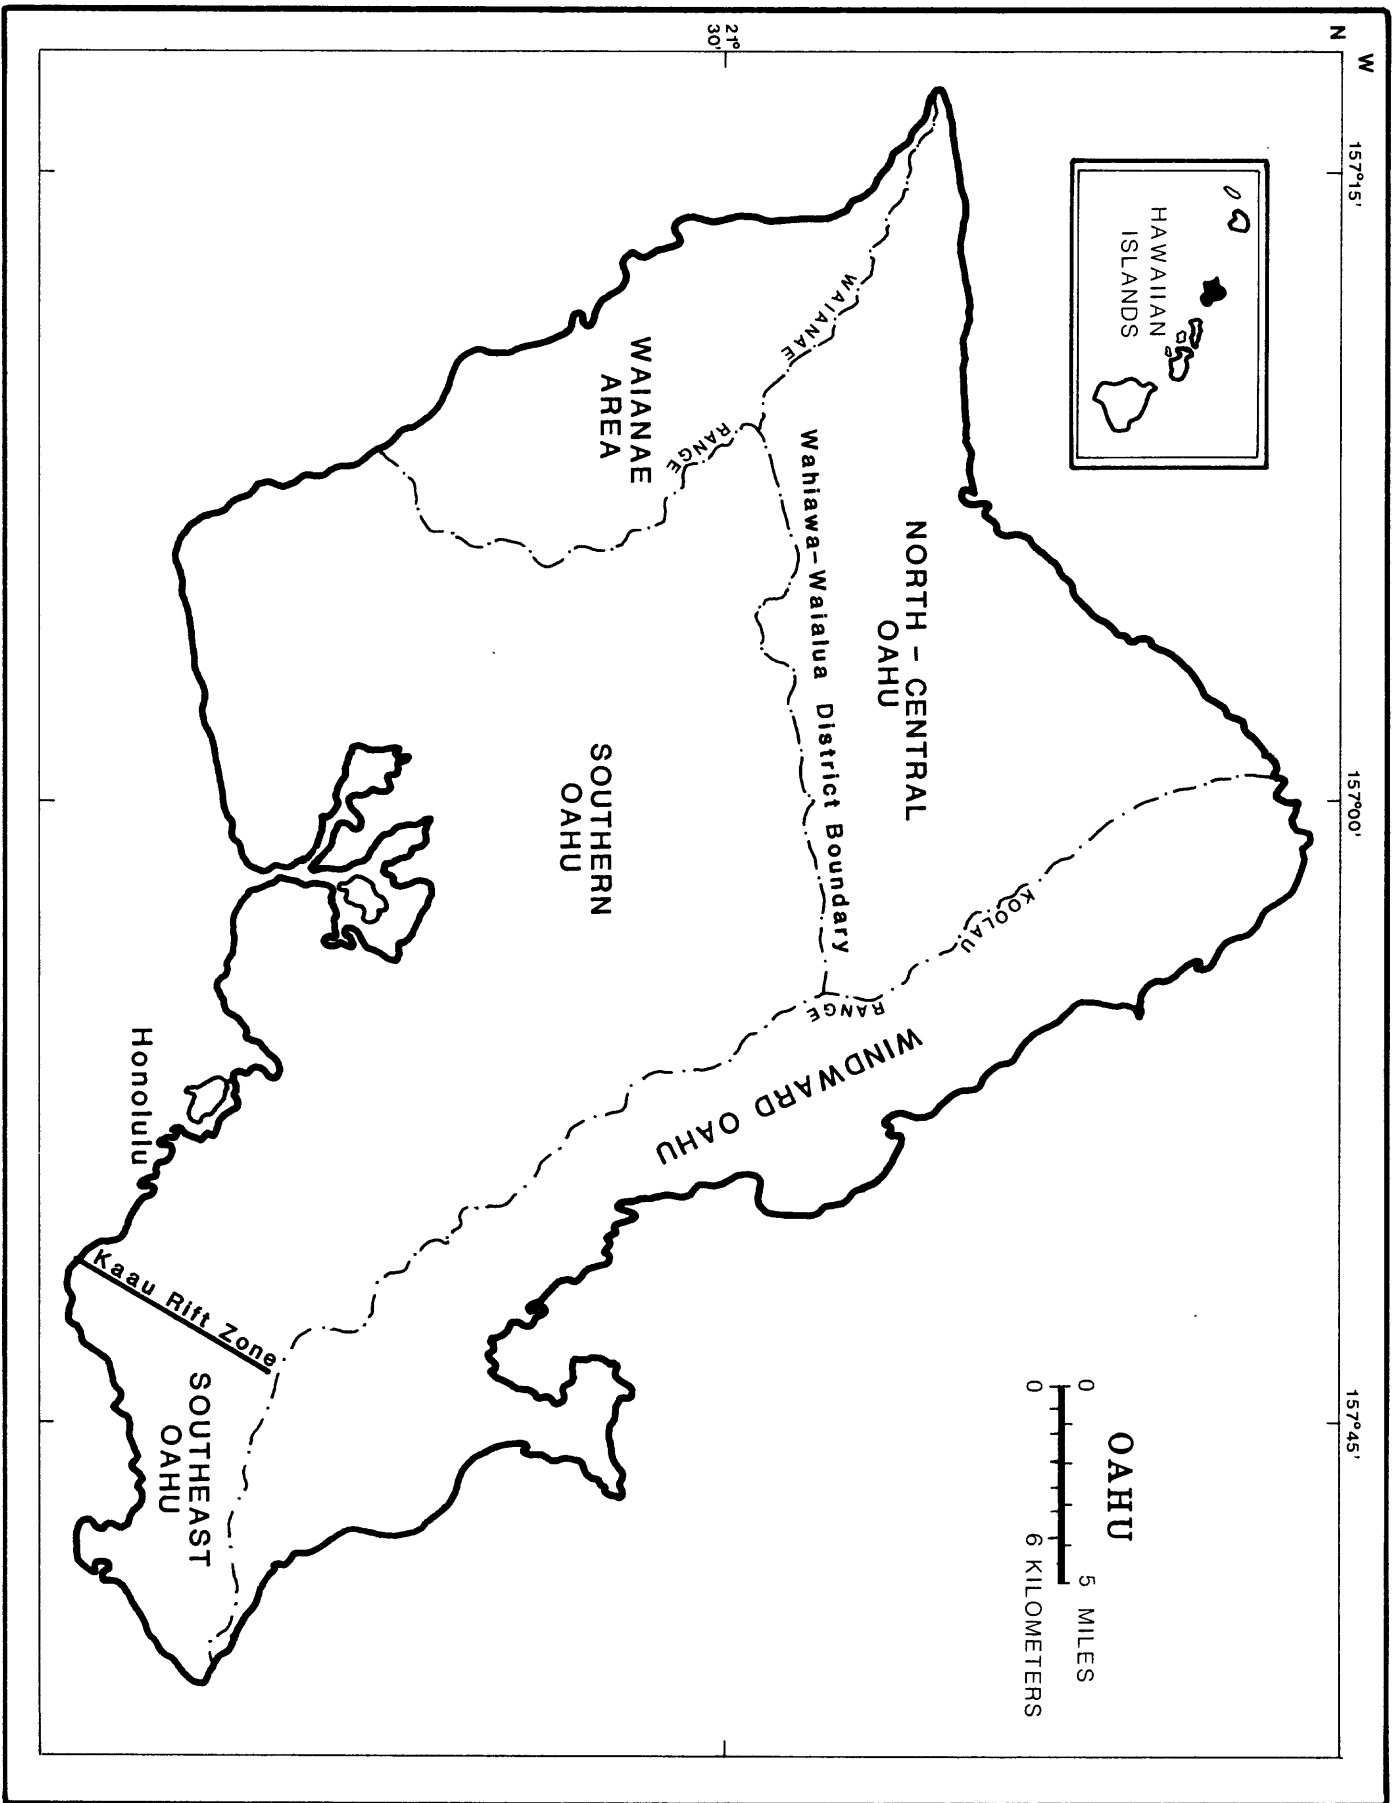 W
157°15'
157°00'
157°45'
N
21°
30'
HAWAIIAN
ISLANDS
OAHU
0 5 MILES
0 6 KILOMETERS
NORTH - CENTRAL
OAHU
KOOLAU
RANGE
WINDWARD OAHU
WAIANAE
RANGE
Wahiawa-Waialua District Boundary
WAIANAE
AREA
SOUTHERN
OAHU
Honolulu
Kaau Rift Zone
SOUTHEAST
OAHU